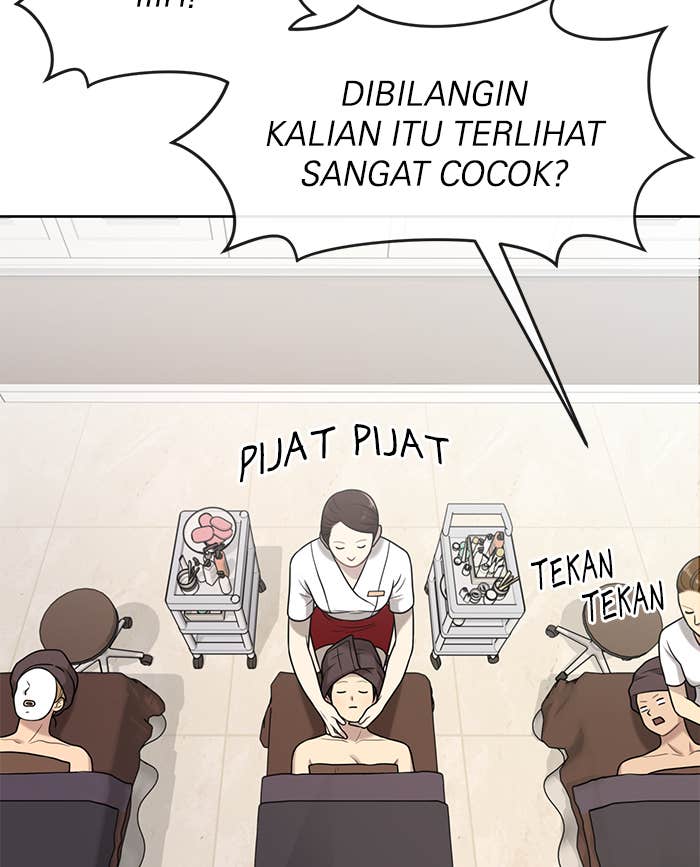 DIBILANGIN
KALIAN ITU TERLIHAT
SANGAT COCOK?
PIJAT PIJAT
TEKAN
TEKAN